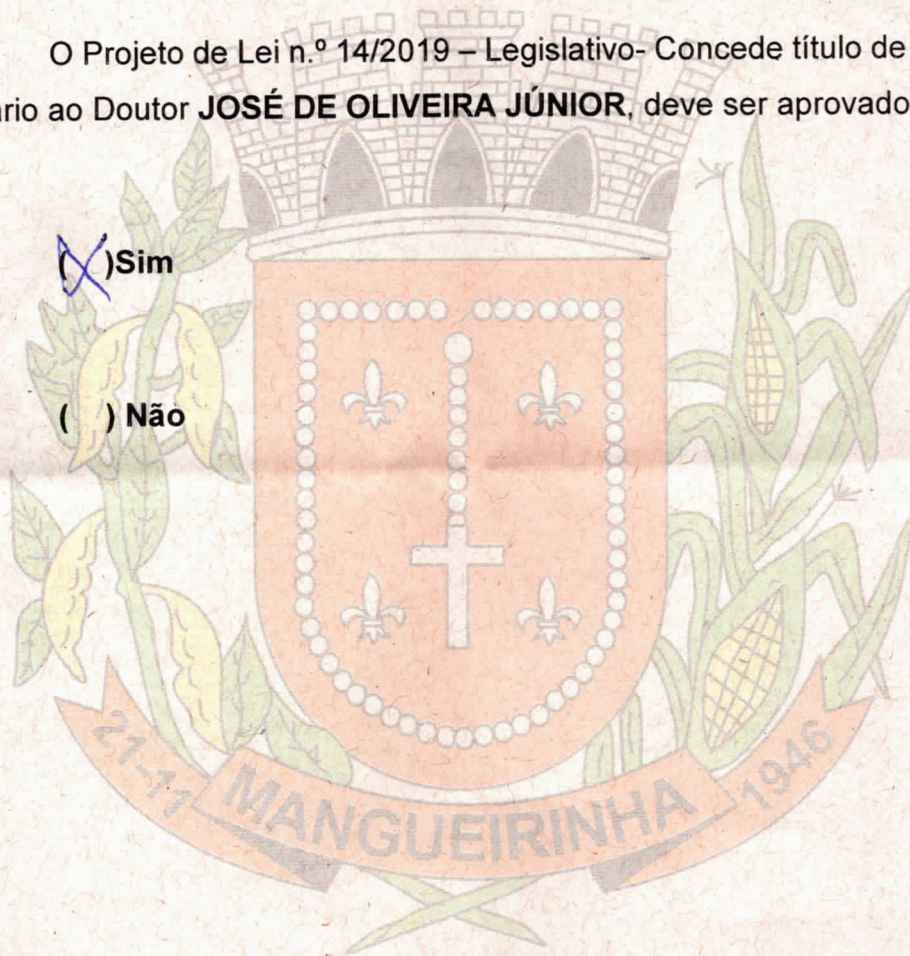 O Projeto de Lei n.º 14/2019 – Legislativo- Concede título de
ao Doutor JOSÉ DE OLIVEIRA JÚNIOR, deve ser aprovado
(X)Sim
( ) Não
21-11 MANGUEIRINHA 1946